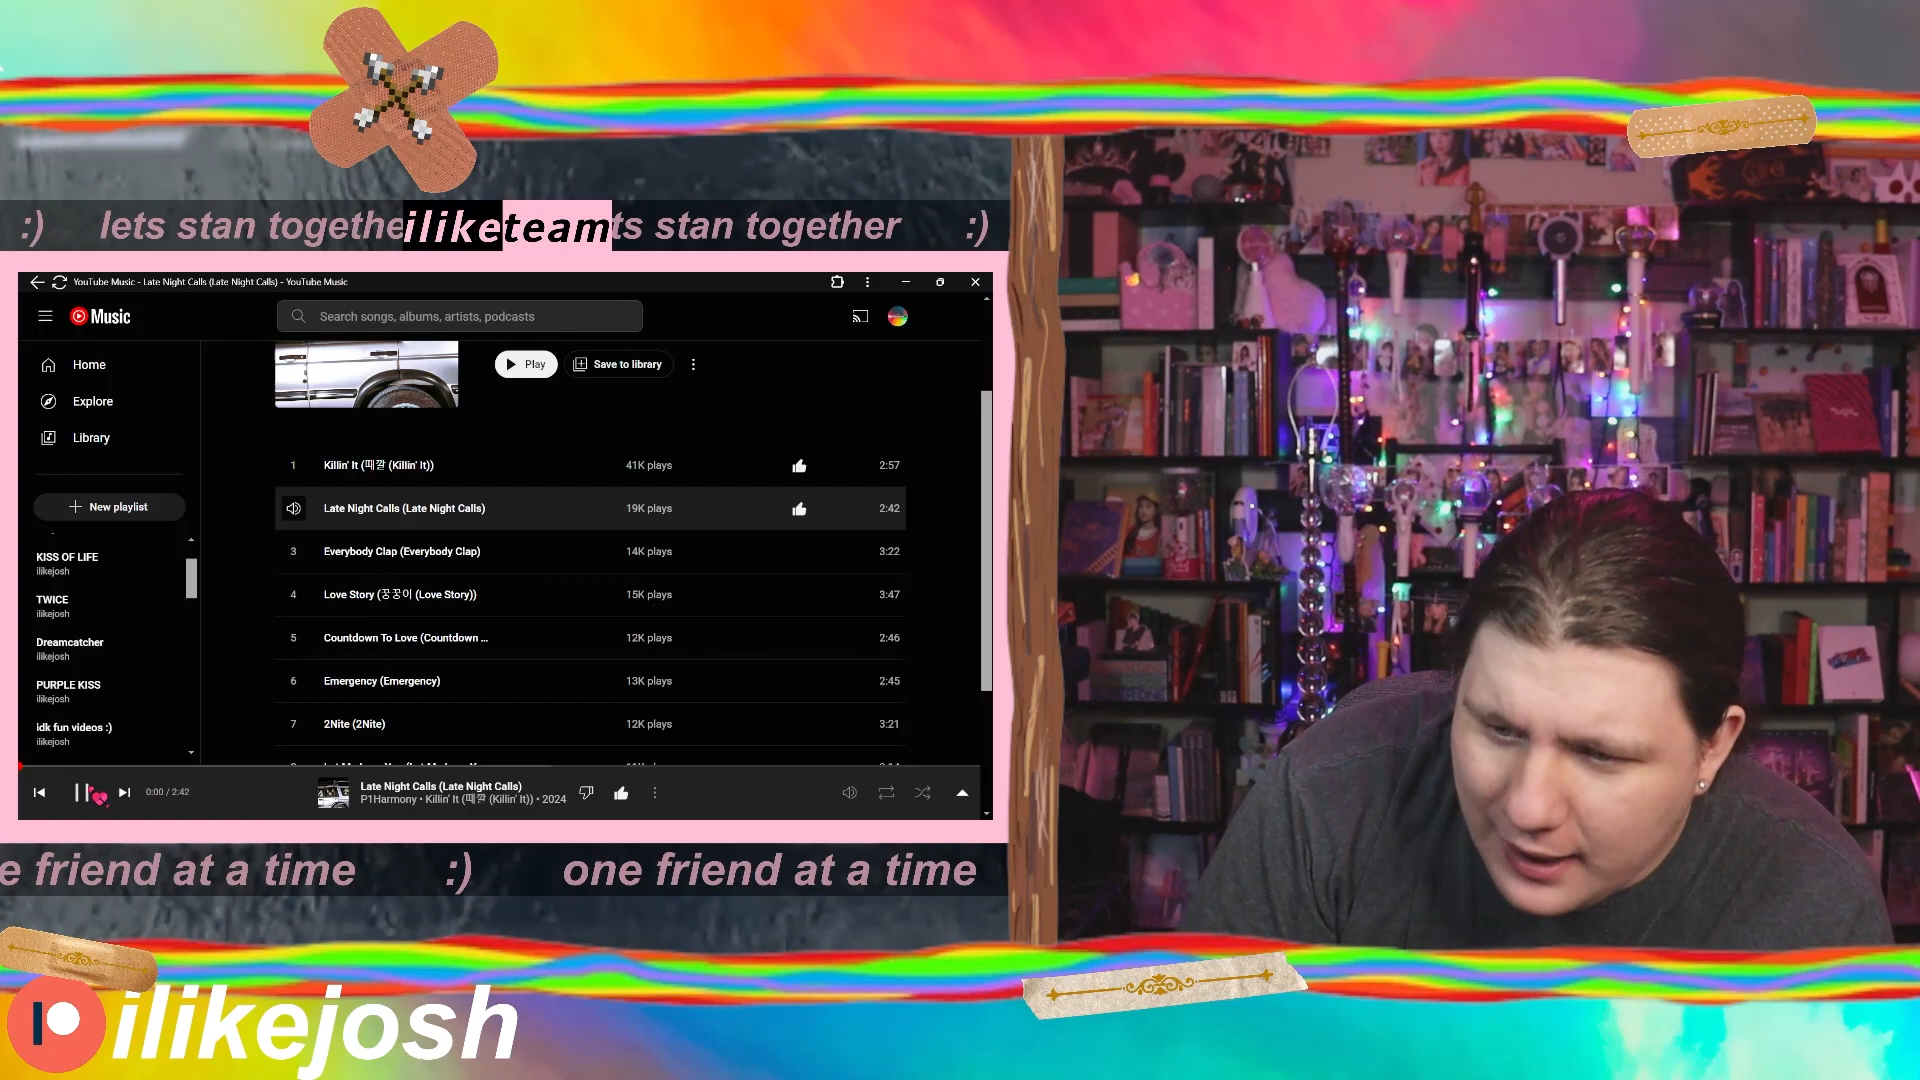 :) lets stan togethe iliketeam ts stan together :)
YouTube Music - Late Night Calls (Late Night Calls) - YouTube Music
Music
Search songs, albums, artists, podcasts
Home
Explore
Library
New playlist
KISS OF LIFE
ilikejosh
TWICE
ilikejosh
Dreamcatcher
ilikejosh
PURPLE KISS
ilikejosh
idk fun videos :)
ilikejosh
Play
Save to library
1 Killin' It (때깔 (Killin' It)) 41K plays 2:57
Late Night Calls (Late Night Calls) 19K plays 2:42
3 Everybody Clap (Everybody Clap) 14K plays 3:22
4 Love Story (꿍꿍이 (Love Story)) 15K plays 3:47
5 Countdown To Love (Countdown ... 12K plays 2:46
6 Emergency (Emergency) 13K plays 2:45
7 2Nite (2Nite) 12K plays 3:21
0:00 / 2:42
Late Night Calls (Late Night Calls)
P1Harmony • Killin' It (때깔 (Killin' It)) • 2024
e friend at a time :) one friend at a time
ilikejosh